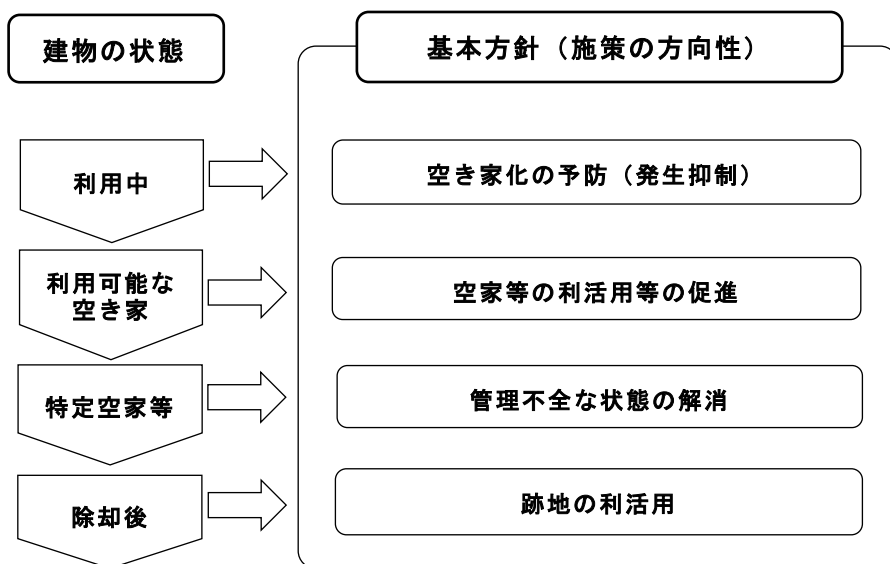 建物の状態
基本方針（施策の方向性）
利用中
空き家化の予防（発生抑制）
利用可能な
空き家
空家等の利活用等の促進
特定空家等
管理不全な状態の解消
除却後
跡地の利活用